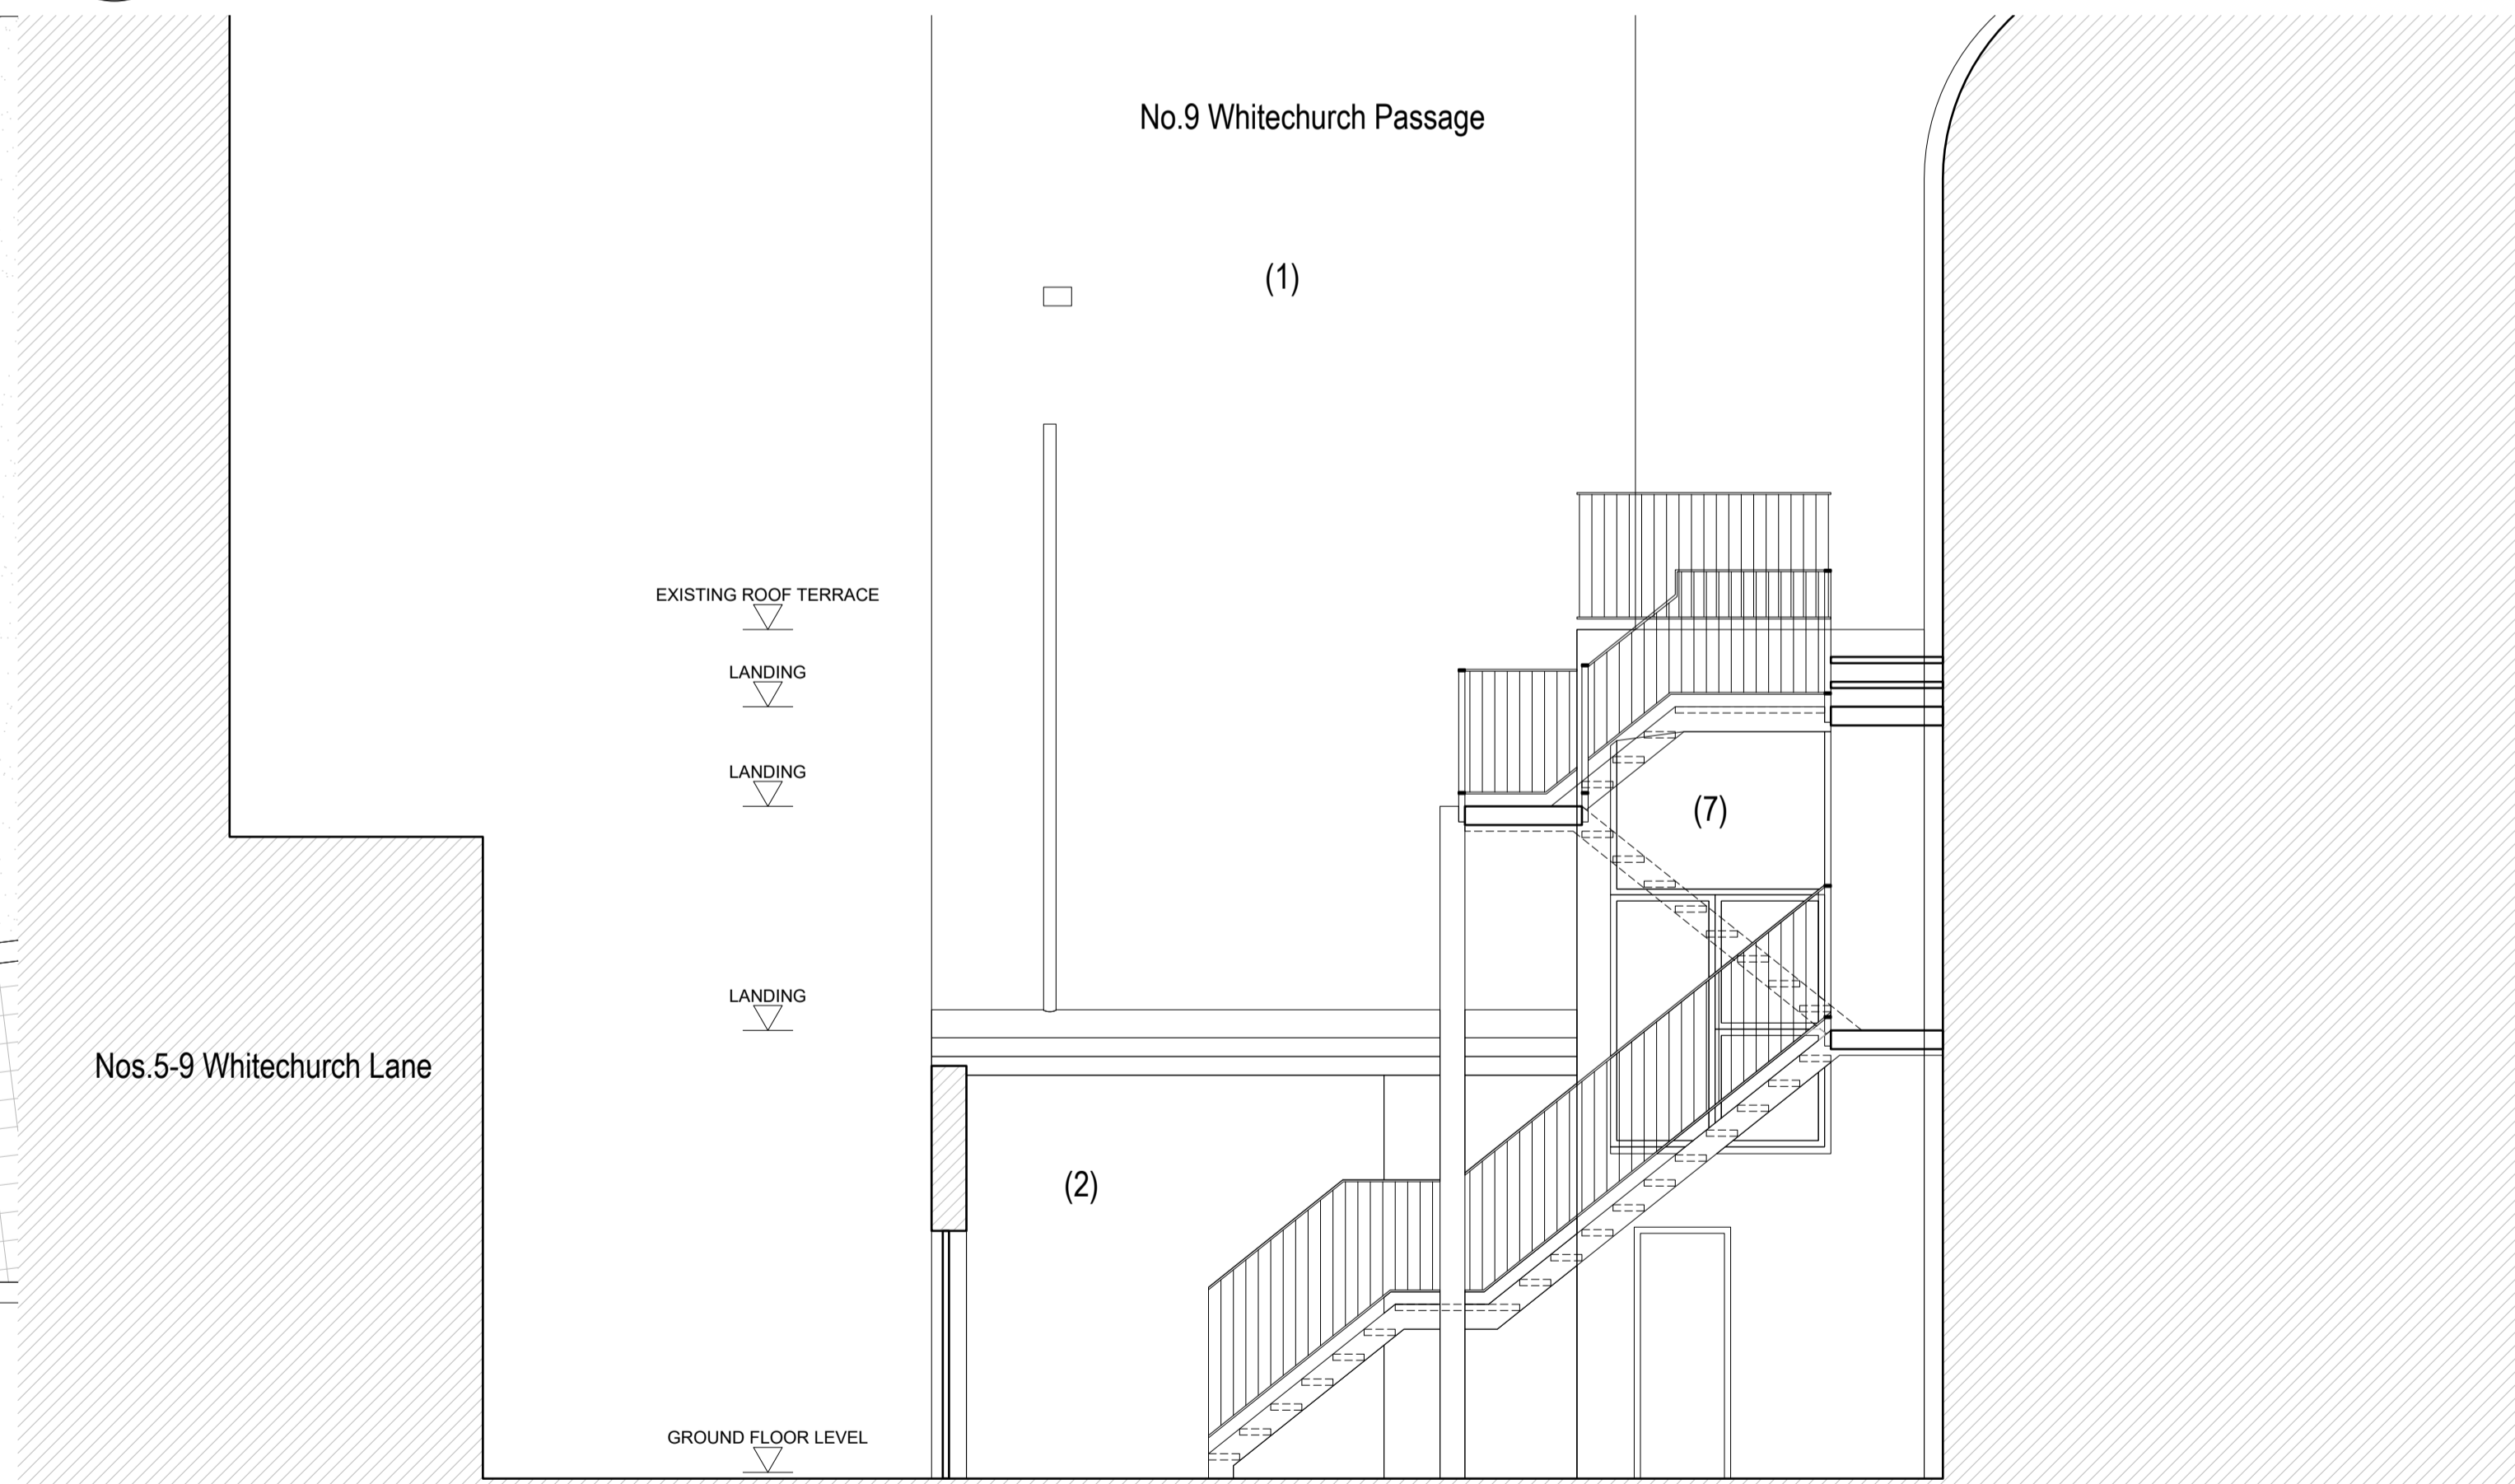 No.9 Whitechurch Passage
(1)
EXISTING ROOF TERRACE
LANDING
LANDING
(7)
LANDING
Nos.5-9 Whitechurch Lane
(2)
GROUND FLOOR LEVEL